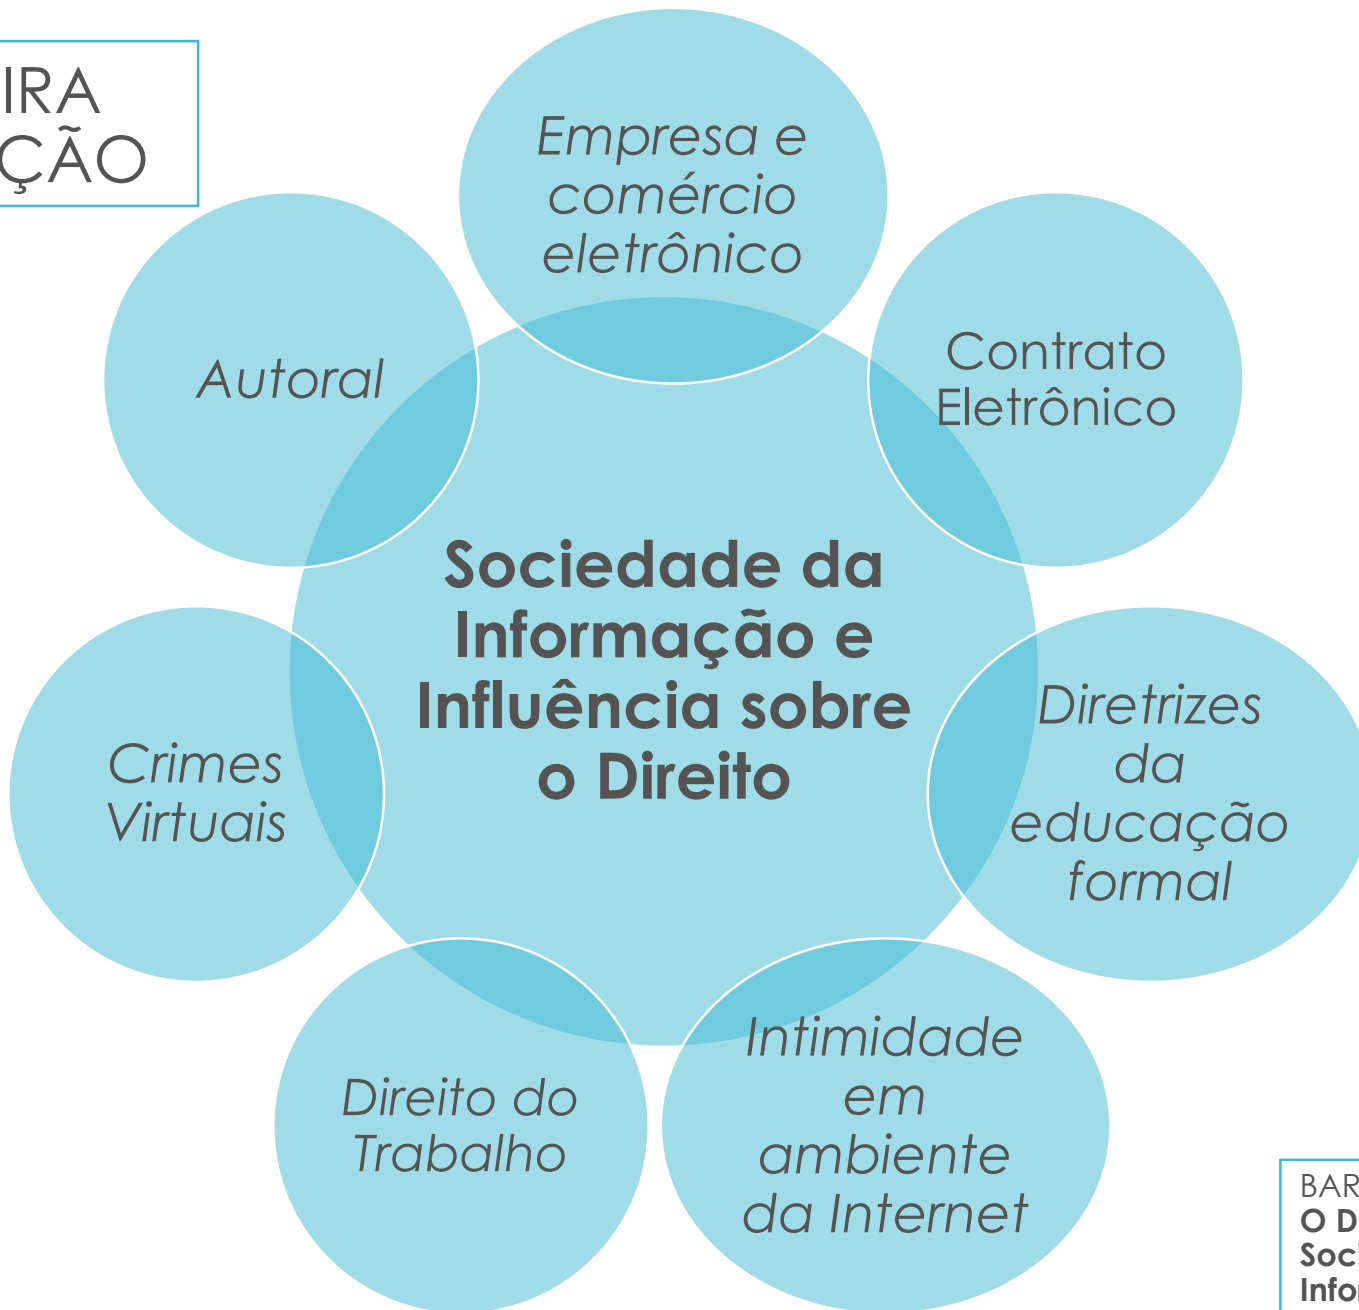 IRA
ÇÃO
Empresa e
comércio
eletrônico
Autoral
Contrato
Eletrônico
Sociedade da
Informação e
Influência sobre
o Direito
Crimes
Virtuais
Diretrizes
da
educação
formal
Direito do
Trabalho
Intimidade
em
ambiente
da Internet
BAR
O D
Soci
Infor